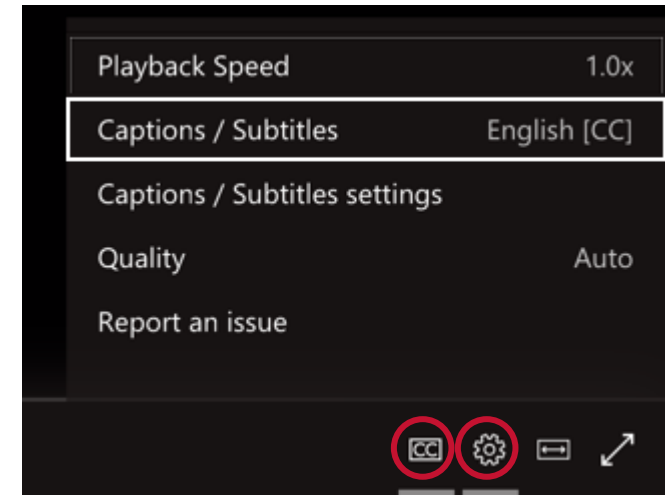 Playback Speed 1.0x
Captions / Subtitles English [CC]
Captions / Subtitles settings
Quality Auto
Report an issue
CC